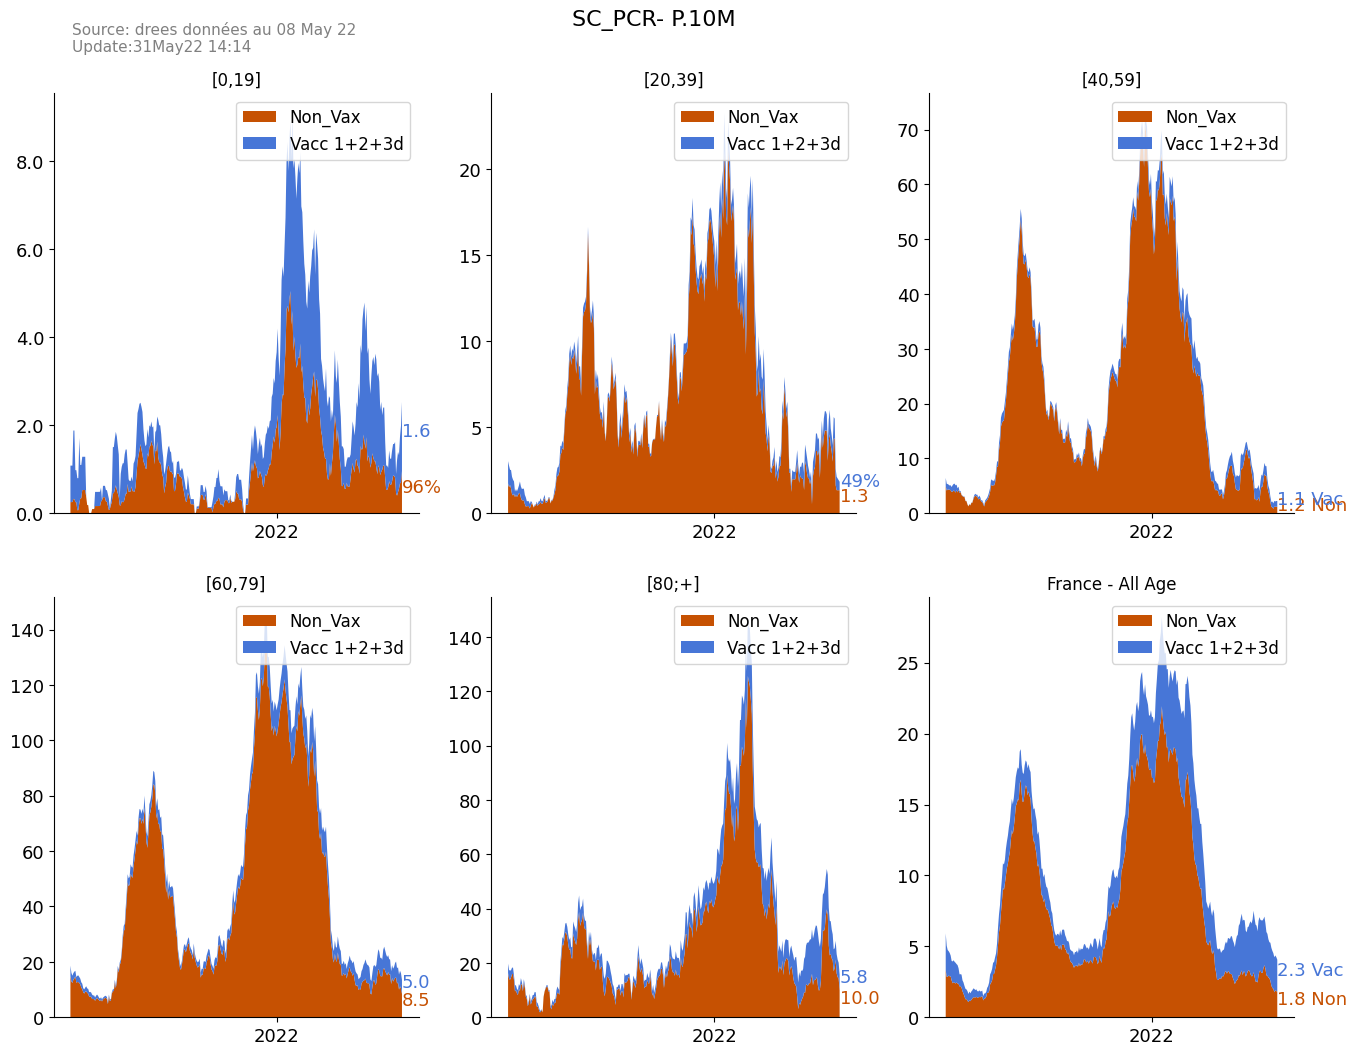 SC_PCR- P.10M
Source: drees données au 08 May 22
Update:31May22 14:14
[0,19]
Non_Vax
Vacc 1+2+3d
8.0
6.0
4.0
2.0
0.0
1.6
96%
2022
[20,39]
Non_Vax
Vacc 1+2+3d
20
15
10
5
0
49%
1.3
2022
[40,59]
Non_Vax
Vacc 1+2+3d
70
60
50
40
30
20
10
0
1.1 Vac
1.2 Non
2022
[60,79]
Non_Vax
Vacc 1+2+3d
140
120
100
80
60
40
20
0
5.0
8.5
2022
[80;+]
Non_Vax
Vacc 1+2+3d
140
120
100
80
60
40
20
0
5.8
10.0
2022
France - All Age
Non_Vax
Vacc 1+2+3d
25
20
15
10
5
0
2.3 Vac
1.8 Non
2022